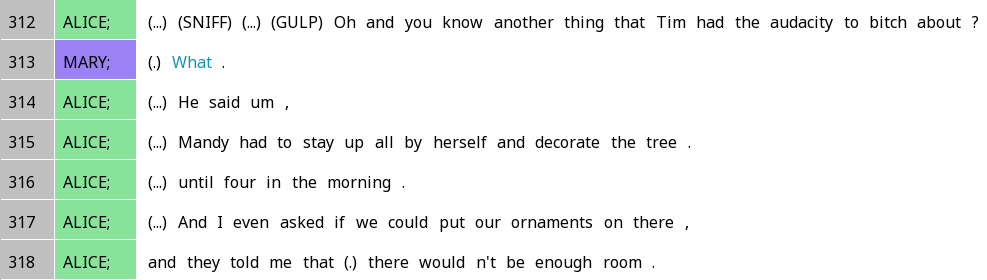 312 ALICE; (...) (SNIFF) (...) (GULP) Oh and you know another thing that Tim had the audacity to bitch about ?
313 MARY; (.) What .
314 ALICE; (...) He said um ,
315 ALICE; (...) Mandy had to stay up all by herself and decorate the tree .
316 ALICE; (...) until four in the morning .
317 ALICE; (...) And I even asked if we could put our ornaments on there ,
318 ALICE; and they told me that (.) there would n't be enough room .